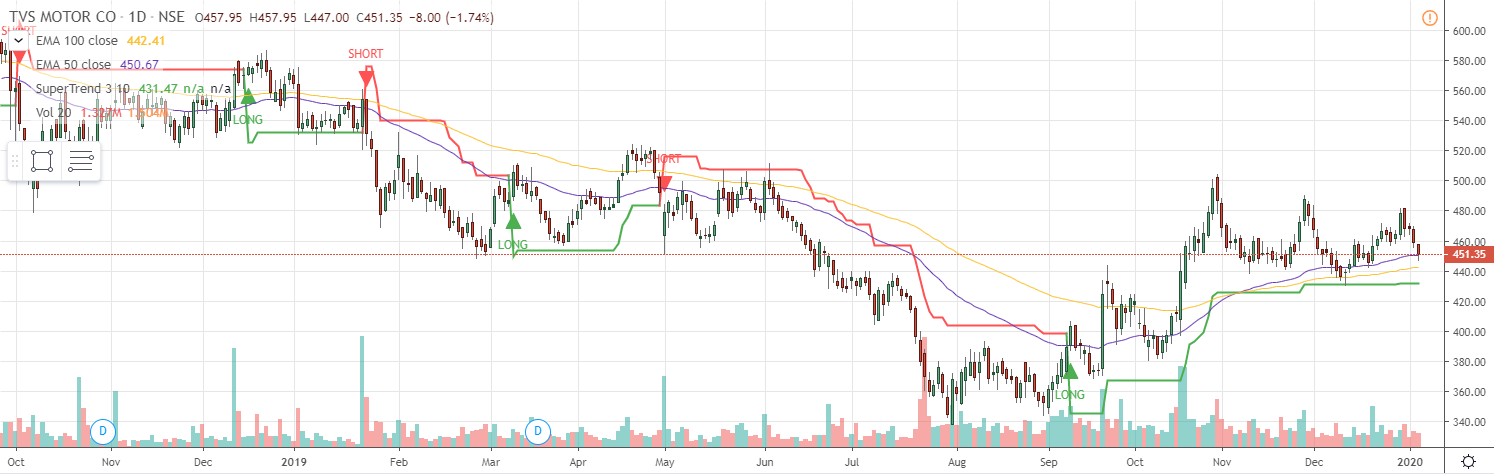 TVS MOTOR CO · 1D · NSE O457.95 H457.95 L447.00 C451.35 −8.00 (−1.74%)
SHORT
EMA 100 close 442.41
SHORT
EMA 50 close 450.67
SuperTrend 3 10 431.47 n/a n/a
Vol 20 1.327M 1.504M
LONG
SHORT
LONG
LONG
D
D
600.00
580.00
560.00
540.00
520.00
500.00
480.00
460.00
451.35
440.00
420.00
400.00
380.00
360.00
340.00
Oct Nov Dec 2019 Feb Mar Apr May Jun Jul Aug Sep Oct Nov Dec 2020